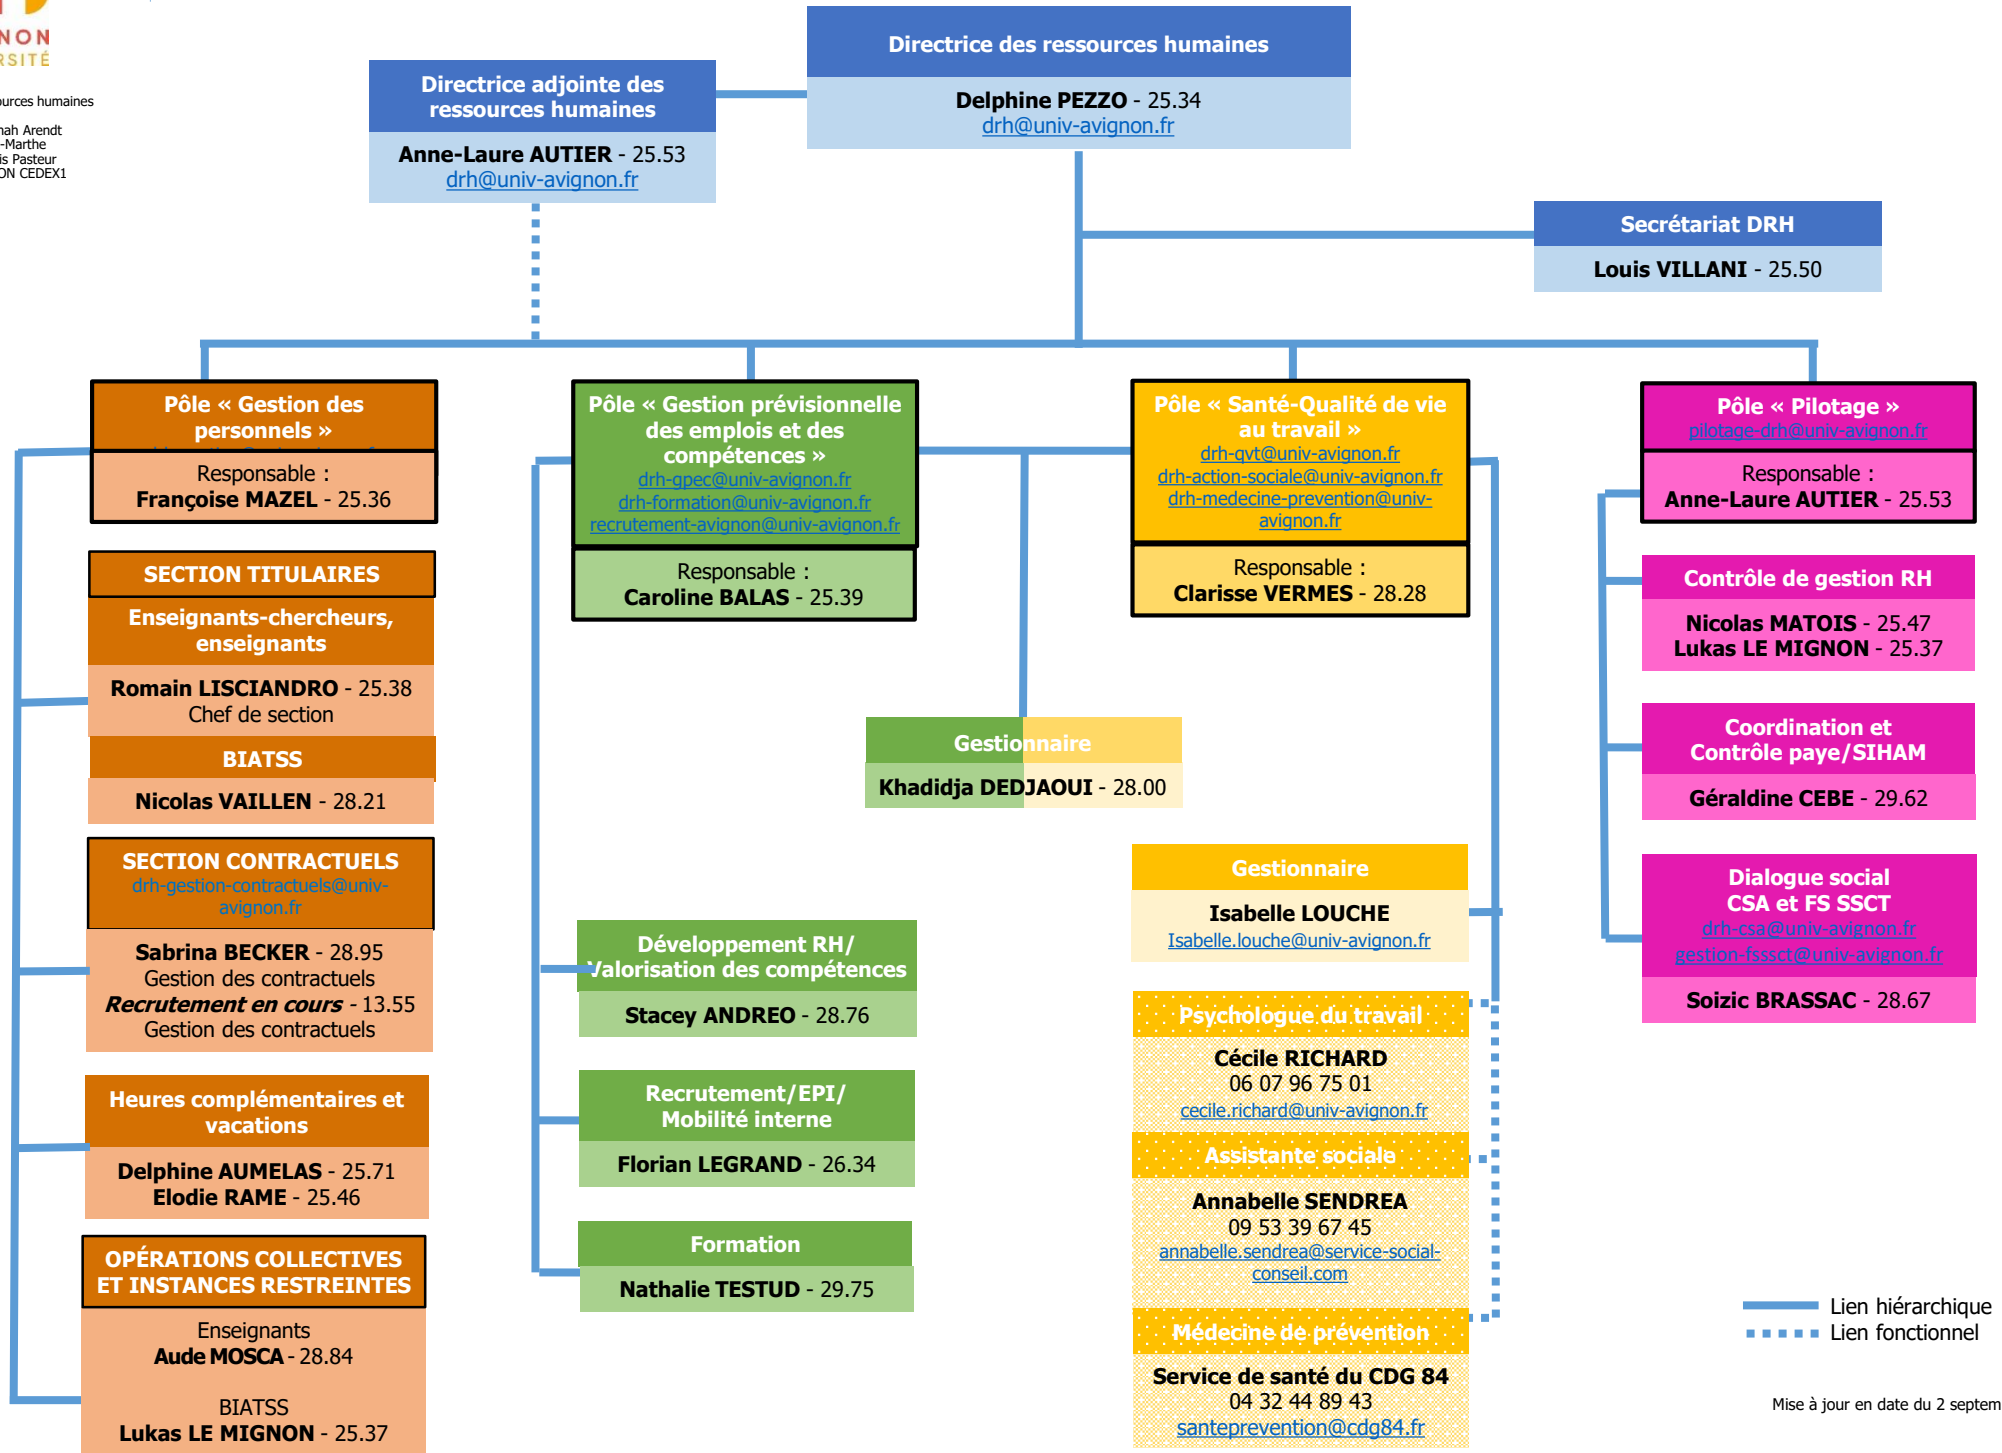 NON
RSITÉ
ources humaines
nah Arendt
-Marthe
is Pasteur
ON CEDEX1
Directrice des ressources humaines
Delphine PEZZO - 25.34
drh@univ-avignon.fr
Directrice adjointe des
ressources humaines
Anne-Laure AUTIER - 25.53
drh@univ-avignon.fr
Secrétariat DRH
Louis VILLANI - 25.50
Pôle « Gestion des
personnels »
Responsable :
Françoise MAZEL - 25.36
SECTION TITULAIRES
Enseignants-chercheurs,
enseignants
Romain LISCIANDRO - 25.38
Chef de section
BIATSS
Nicolas VAILLEN - 28.21
SECTION CONTRACTUELS
drh-gestion-contractuels@univ-
avignon.fr
Sabrina BECKER - 28.95
Gestion des contractuels
Recrutement en cours - 13.55
Gestion des contractuels
Heures complémentaires et
vacations
Delphine AUMELAS - 25.71
Elodie RAME - 25.46
OPÉRATIONS COLLECTIVES
ET INSTANCES RESTREINTES
Enseignants
Aude MOSCA - 28.84
BIATSS
Lukas LE MIGNON - 25.37
Pôle « Gestion prévisionnelle
des emplois et des
compétences »
drh-gpec@univ-avignon.fr
drh-formation@univ-avignon.fr
recrutement-avignon@univ-avignon.fr
Responsable :
Caroline BALAS - 25.39
Gestionnaire
Khadidja DEDJAOUI - 28.00
Développement RH/
Valorisation des compétences
Stacey ANDREO - 28.76
Recrutement/EPI/
Mobilité interne
Florian LEGRAND - 26.34
Formation
Nathalie TESTUD - 29.75
Pôle « Santé-Qualité de vie
au travail »
drh-qvt@univ-avignon.fr
drh-action-sociale@univ-avignon.fr
drh-medecine-prevention@univ-
avignon.fr
Responsable :
Clarisse VERMES - 28.28
Gestionnaire
Isabelle LOUCHE
Isabelle.louche@univ-avignon.fr
Psychologue du travail
Cécile RICHARD
06 07 96 75 01
cecile.richard@univ-avignon.fr
Assistante sociale
Annabelle SENDREA
09 53 39 67 45
annabelle.sendrea@service-social-
conseil.com
Médecine de prévention
Service de santé du CDG 84
04 32 44 89 43
santeprevention@cdg84.fr
Pôle « Pilotage »
pilotage-drh@univ-avignon.fr
Responsable :
Anne-Laure AUTIER - 25.53
Contrôle de gestion RH
Nicolas MATOIS - 25.47
Lukas LE MIGNON - 25.37
Coordination et
Contrôle paye/SIHAM
Géraldine CEBE - 29.62
Dialogue social
CSA et FS SSCT
drh-csa@univ-avignon.fr
gestion-fsssct@univ-avignon.fr
Soizic BRASSAC - 28.67
Lien hiérarchique
Lien fonctionnel
Mise à jour en date du 2 septem